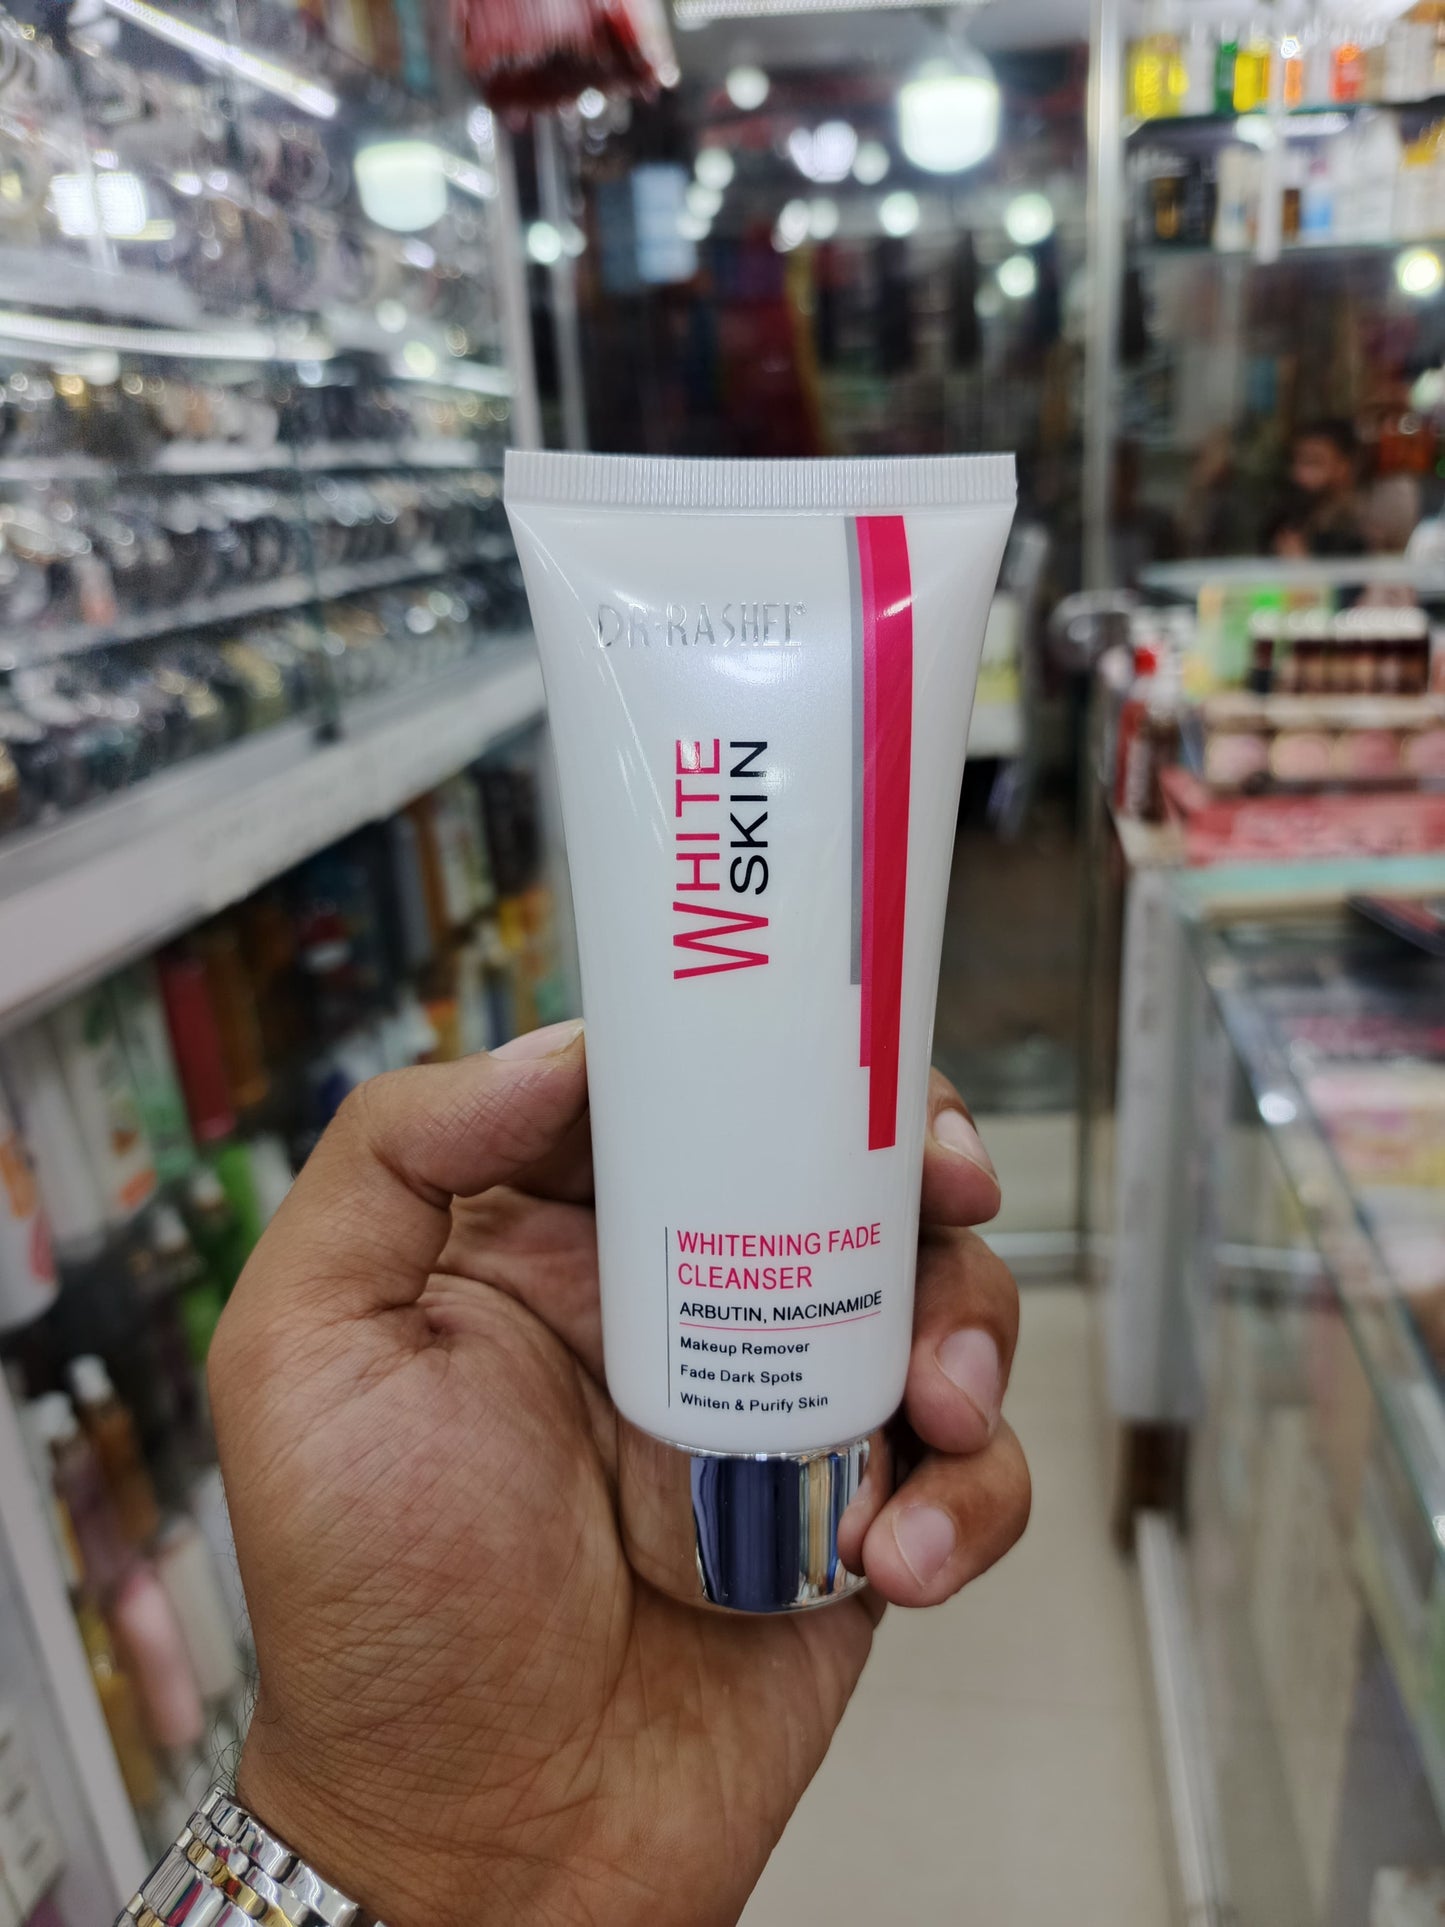 DR·RASHEL®
WHITE
SKIN
WHITENING FADE
CLEANSER
ARBUTIN, NIACINAMIDE
Makeup Remover
Fade Dark Spots
Whiten & Purify Skin